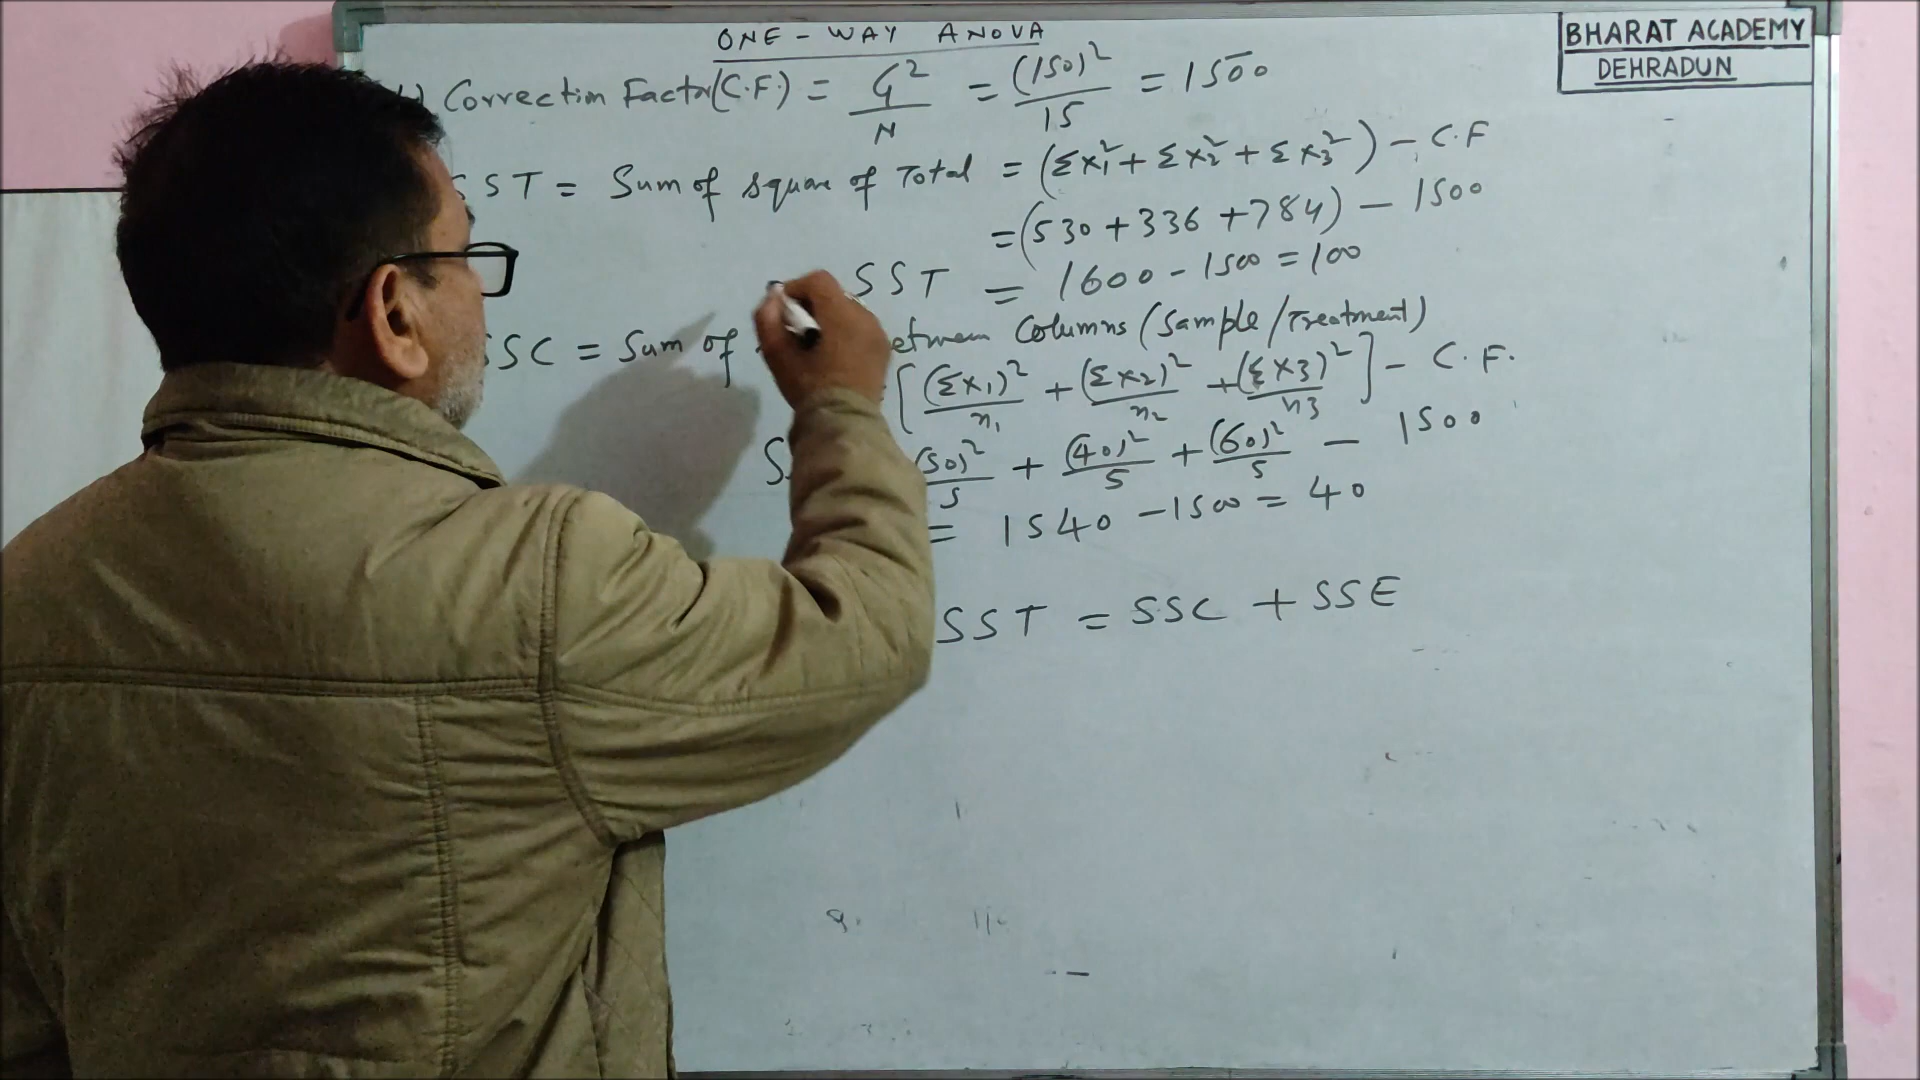 ONE - WAY ANOVA
BHARAT ACADEMY
DEHRADUN
Correction Factor (C.F.) = G² / N = (150)² / 15 = 1500
SST = Sum of square of Total = (Σx₁² + Σx₂² + Σx₃²) - C.F
= (530 + 336 + 784) - 1500
SST = 1600 - 1500 = 100
SSC = Sum of Columns (Sample / Treatment)
[(Σx₁)² / n₁ + (Σx₂)² / n₂ + (Σx3)² / n3] - C.F.
(50)² / 5 + (40)² / 5 + (60)² / 5 - 1500
= 1540 - 1500 = 40
SST = SSC + SSE